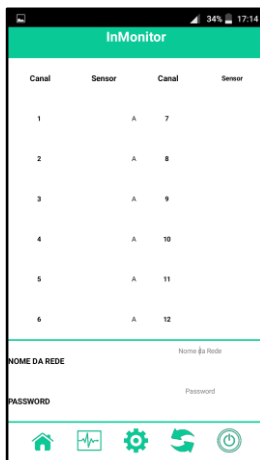 34% 17:14
InMonitor
Canal Sensor Canal Sensor
1 A 7
2 A 8
3 A 9
4 A 10
5 A 11
6 A 12
Nome da Rede
NOME DA REDE
Password
PASSWORD